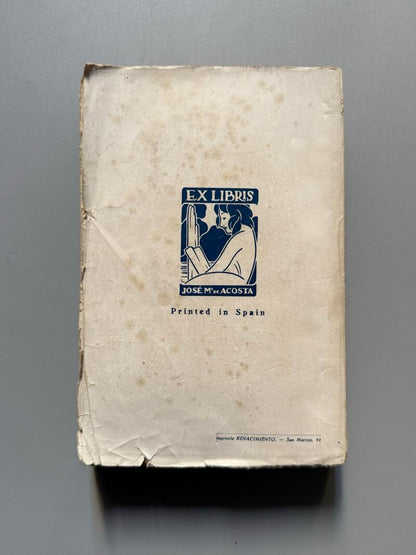 EX LIBRIS
JOSÉ Mª DE ACOSTA
Printed in Spain
Imprenta RENACIMIENTO. — San Marcos, 42